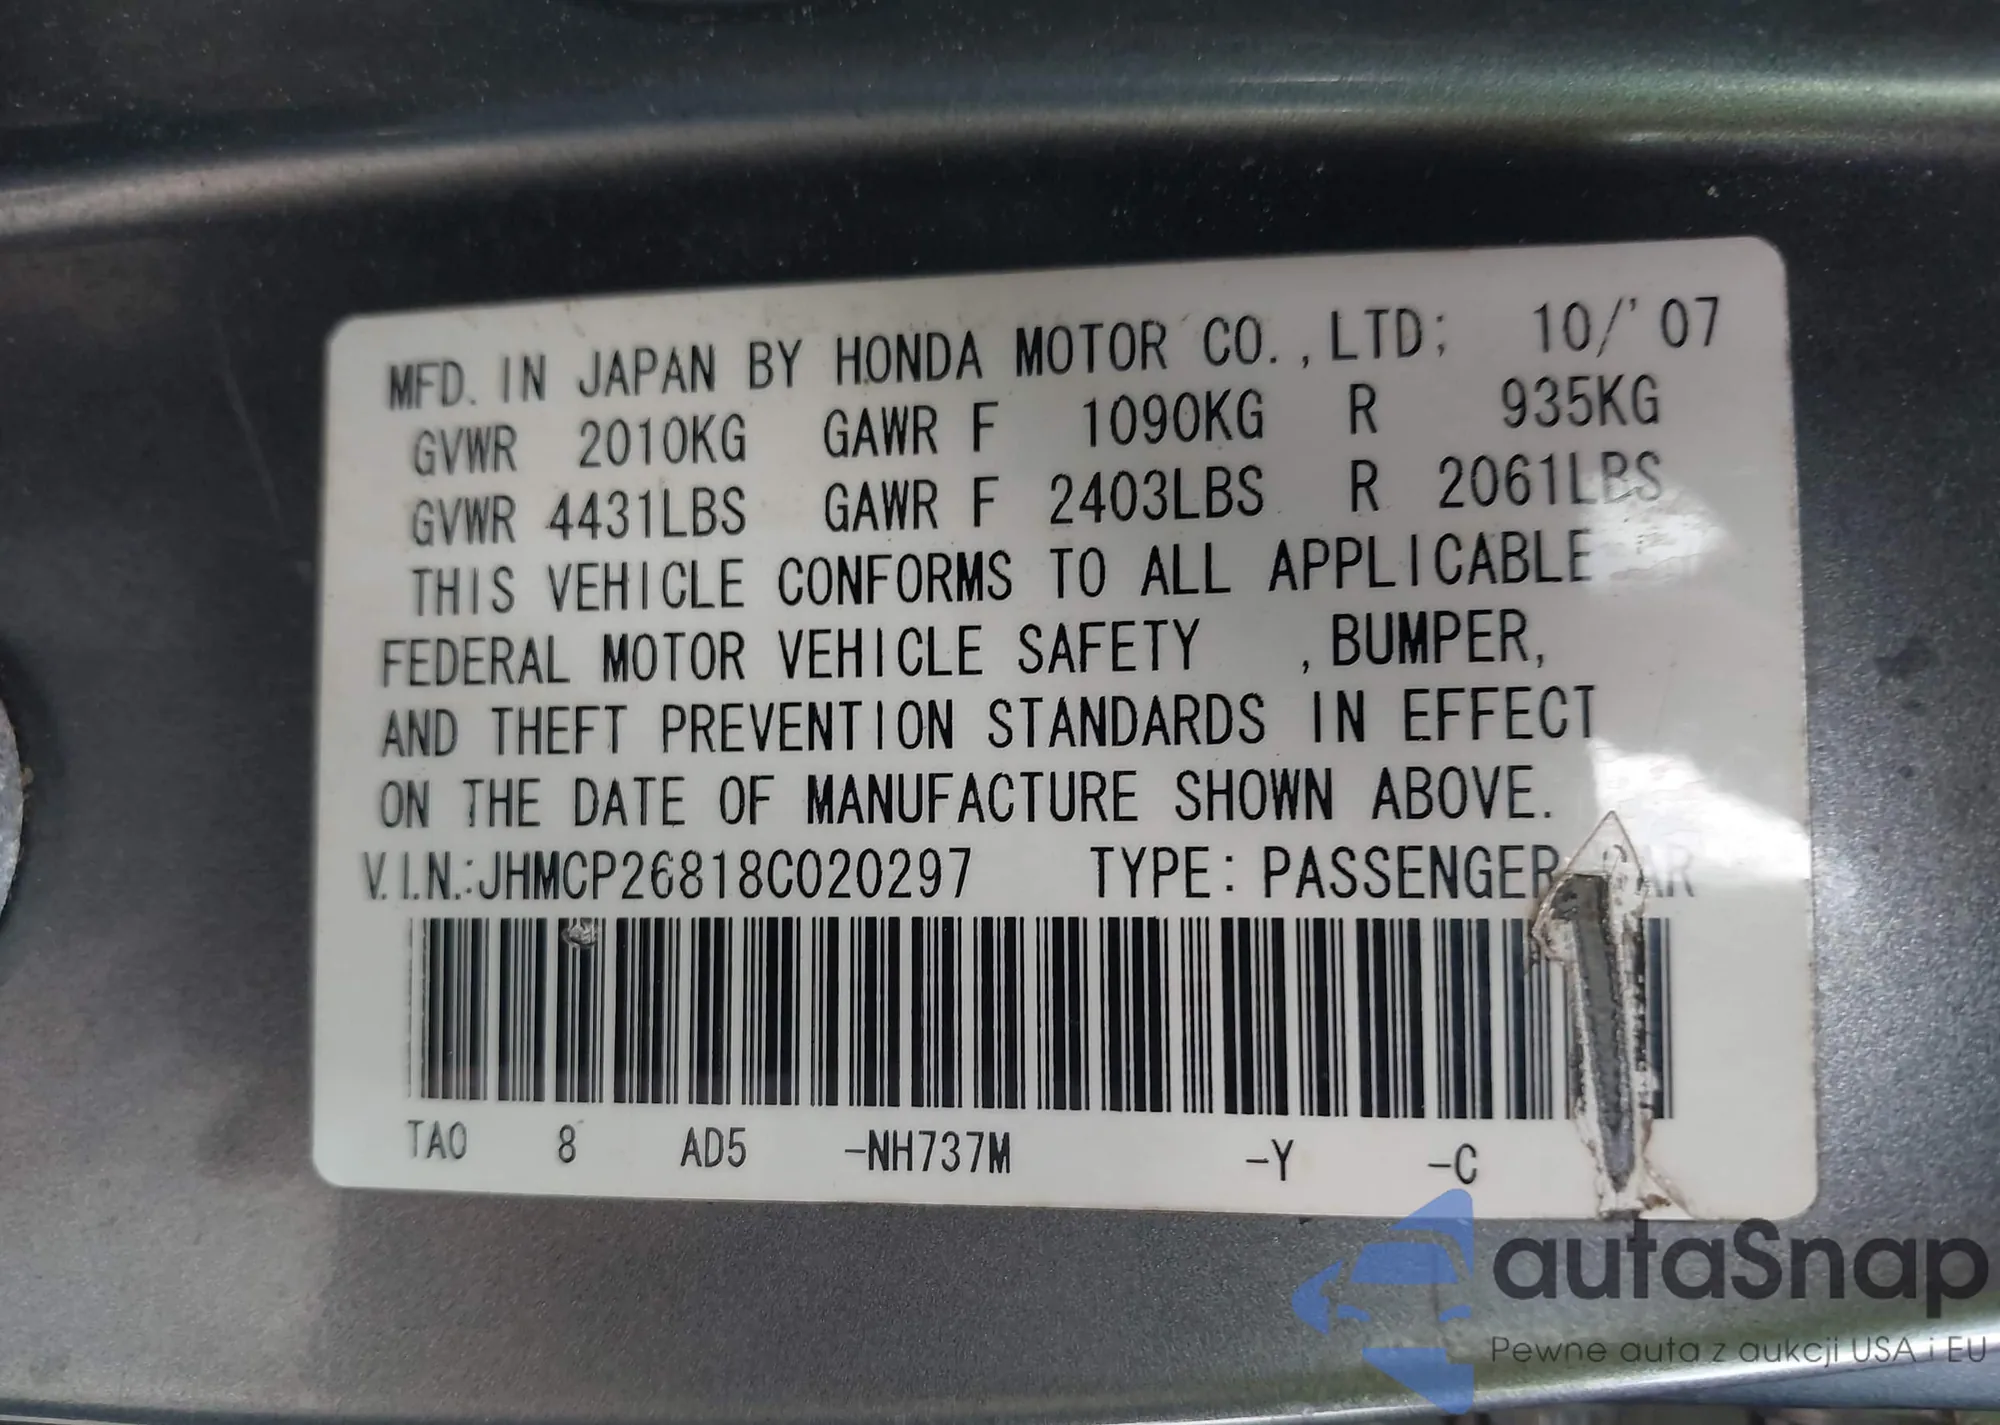 MFD. IN JAPAN BY HONDA MOTOR CO.,LTD; 10/'07
GVWR 2010KG GAWR F 1090KG R 935KG
GVWR 4431LBS GAWR F 2403LBS R 2061LBS
THIS VEHICLE CONFORMS TO ALL APPLICABLE
FEDERAL MOTOR VEHICLE SAFETY ,BUMPER,
AND THEFT PREVENTION STANDARDS IN EFFECT
ON THE DATE OF MANUFACTURE SHOWN ABOVE.
V.I.N.:JHMCP26818C020297 TYPE: PASSENGER CAR
TA0 8 AD5 -NH737M -Y -C
autaSnap
Pewne auta z aukcji USA i EU